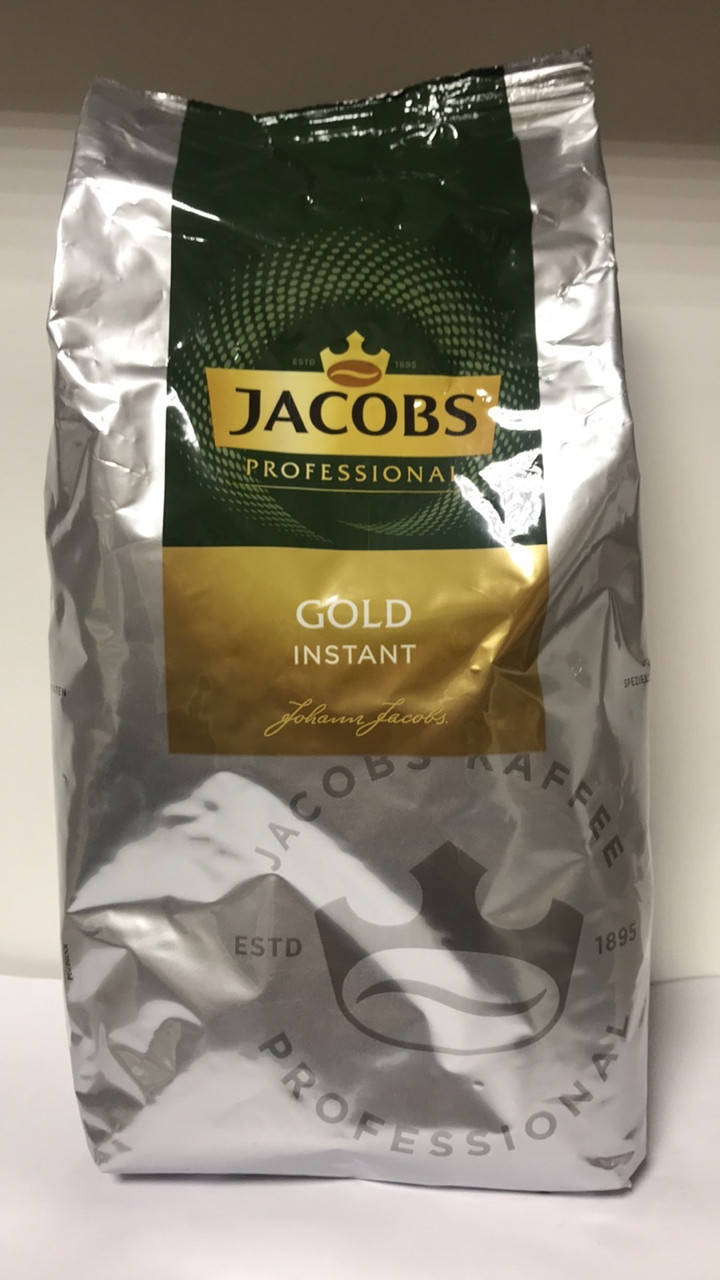 ESTD 1895
JACOBS
PROFESSIONAL
GOLD
INSTANT
Johann Jacobs.
JACOBS KAFFEE
ESTD 1895
PROFESSIONAL